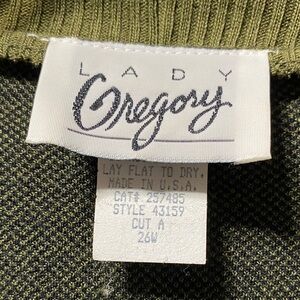 LADY
Gregory
LAY FLAT TO DRY.
MADE IN U.S.A.
CAT# 257485
STYLE 43159
CUT A
26W